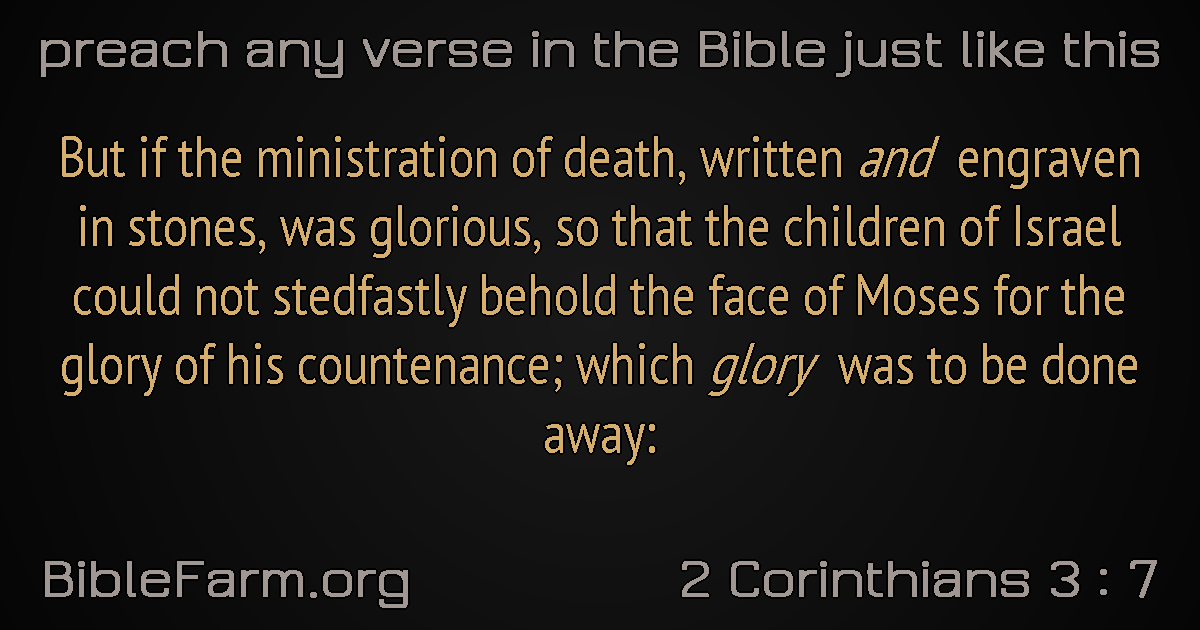 preach any verse in the Bible just like this
But if the ministration of death, written and engraven
in stones, was glorious, so that the children of Israel
could not stedfastly behold the face of Moses for the
glory of his countenance; which glory was to be done
away:
BibleFarm.org
2 Corinthians 3 : 7